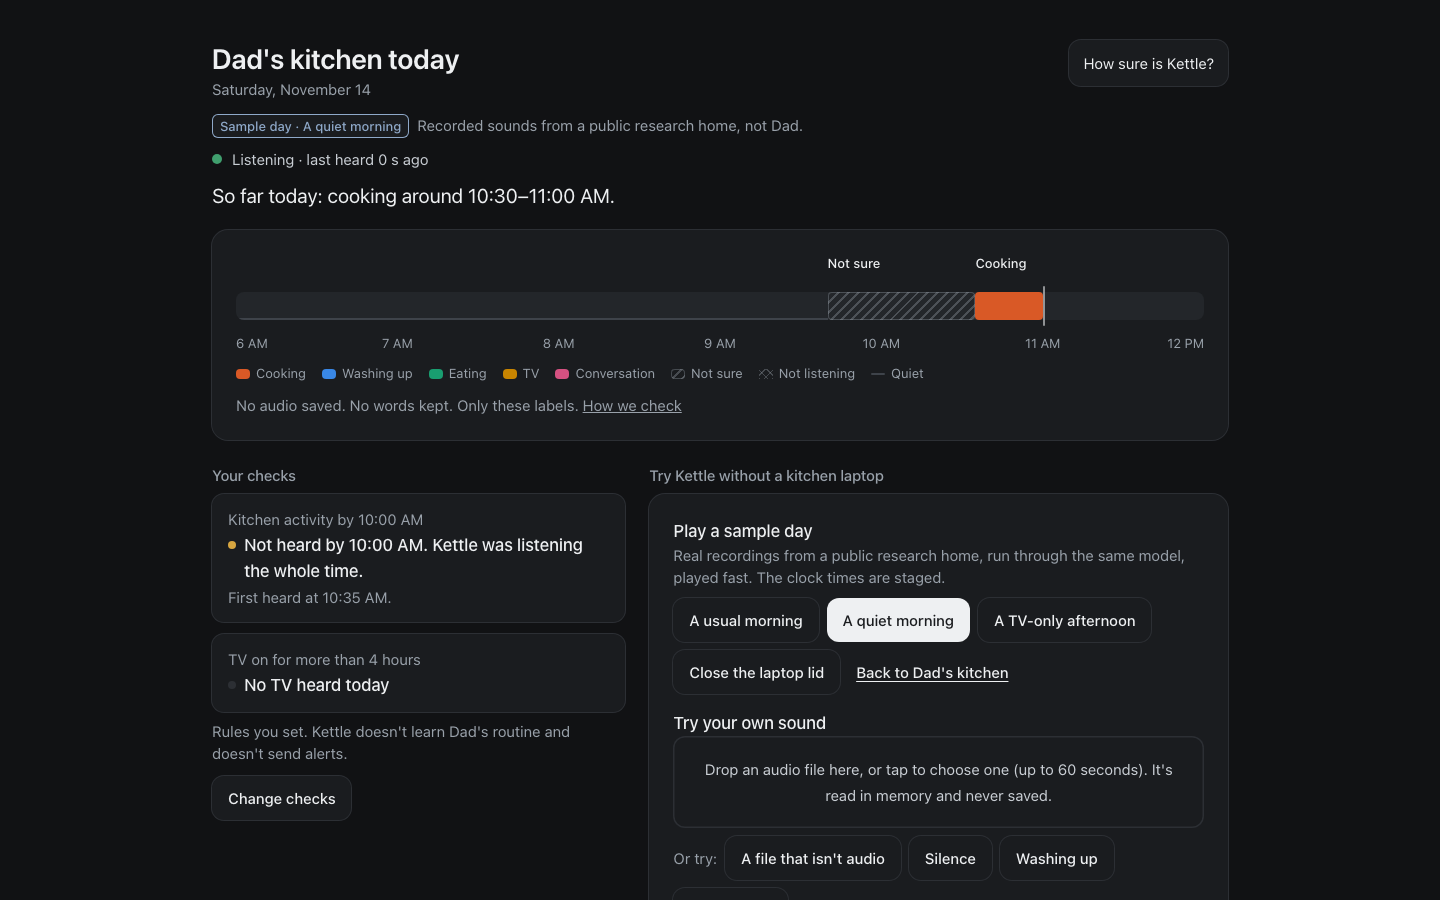 Dad's kitchen today
How sure is Kettle?
Saturday, November 14
Sample day · A quiet morning Recorded sounds from a public research home, not Dad.
Listening · last heard 0 s ago
So far today: cooking around 10:30–11:00 AM.
Not sure Cooking
6 AM 7 AM 8 AM 9 AM 10 AM 11 AM 12 PM
Cooking Washing up Eating TV Conversation Not sure Not listening Quiet
No audio saved. No words kept. Only these labels. How we check
Your checks
Kitchen activity by 10:00 AM
Not heard by 10:00 AM. Kettle was listening
the whole time.
First heard at 10:35 AM.
TV on for more than 4 hours
No TV heard today
Rules you set. Kettle doesn't learn Dad's routine and
doesn't send alerts.
Change checks
Try Kettle without a kitchen laptop
Play a sample day
Real recordings from a public research home, run through the same model,
played fast. The clock times are staged.
A usual morning A quiet morning A TV-only afternoon
Close the laptop lid Back to Dad's kitchen
Try your own sound
Drop an audio file here, or tap to choose one (up to 60 seconds). It's
read in memory and never saved.
Or try: A file that isn't audio Silence Washing up